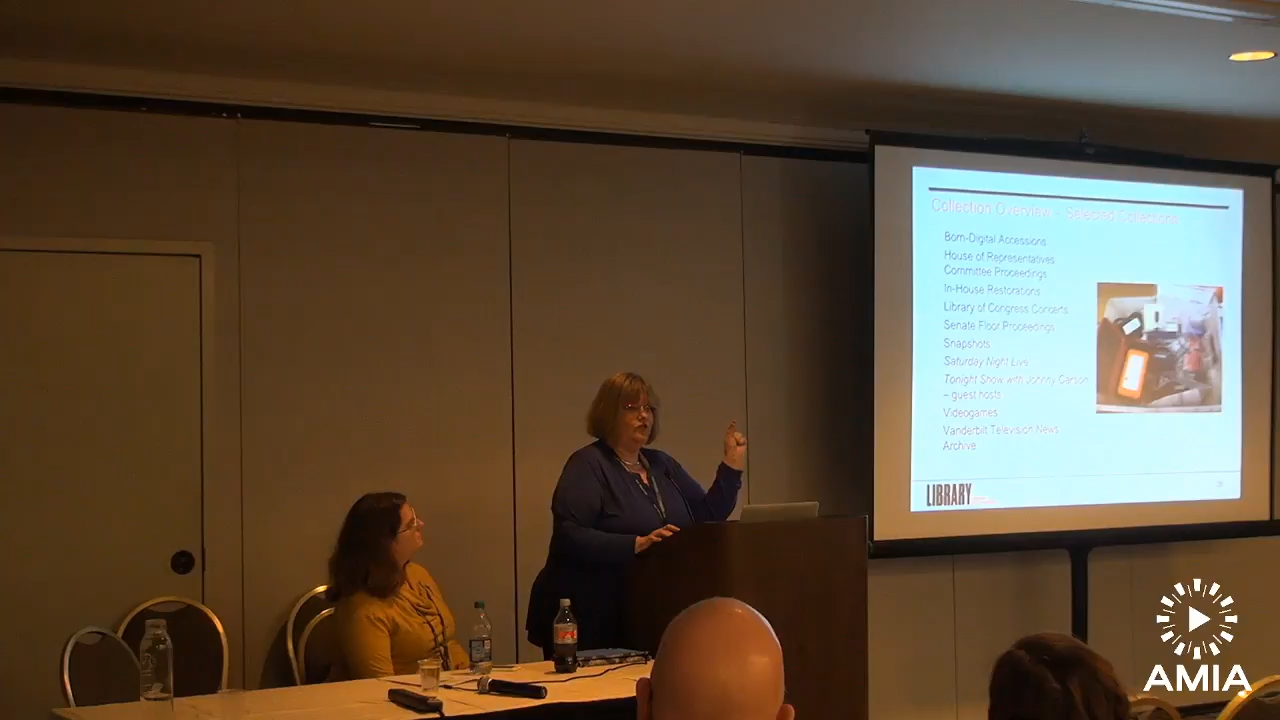 Collection Overview - Selected Collections
Born-Digital Accessions
House of Representatives
Committee Proceedings
In-House Restorations
Library of Congress Concerts
Senate Floor Proceedings
Snapshots
Saturday Night Live
Tonight Show with Johnny Carson
– guest hosts
Videogames
Vanderbilt Television News
Archive
LIBRARY
AMIA